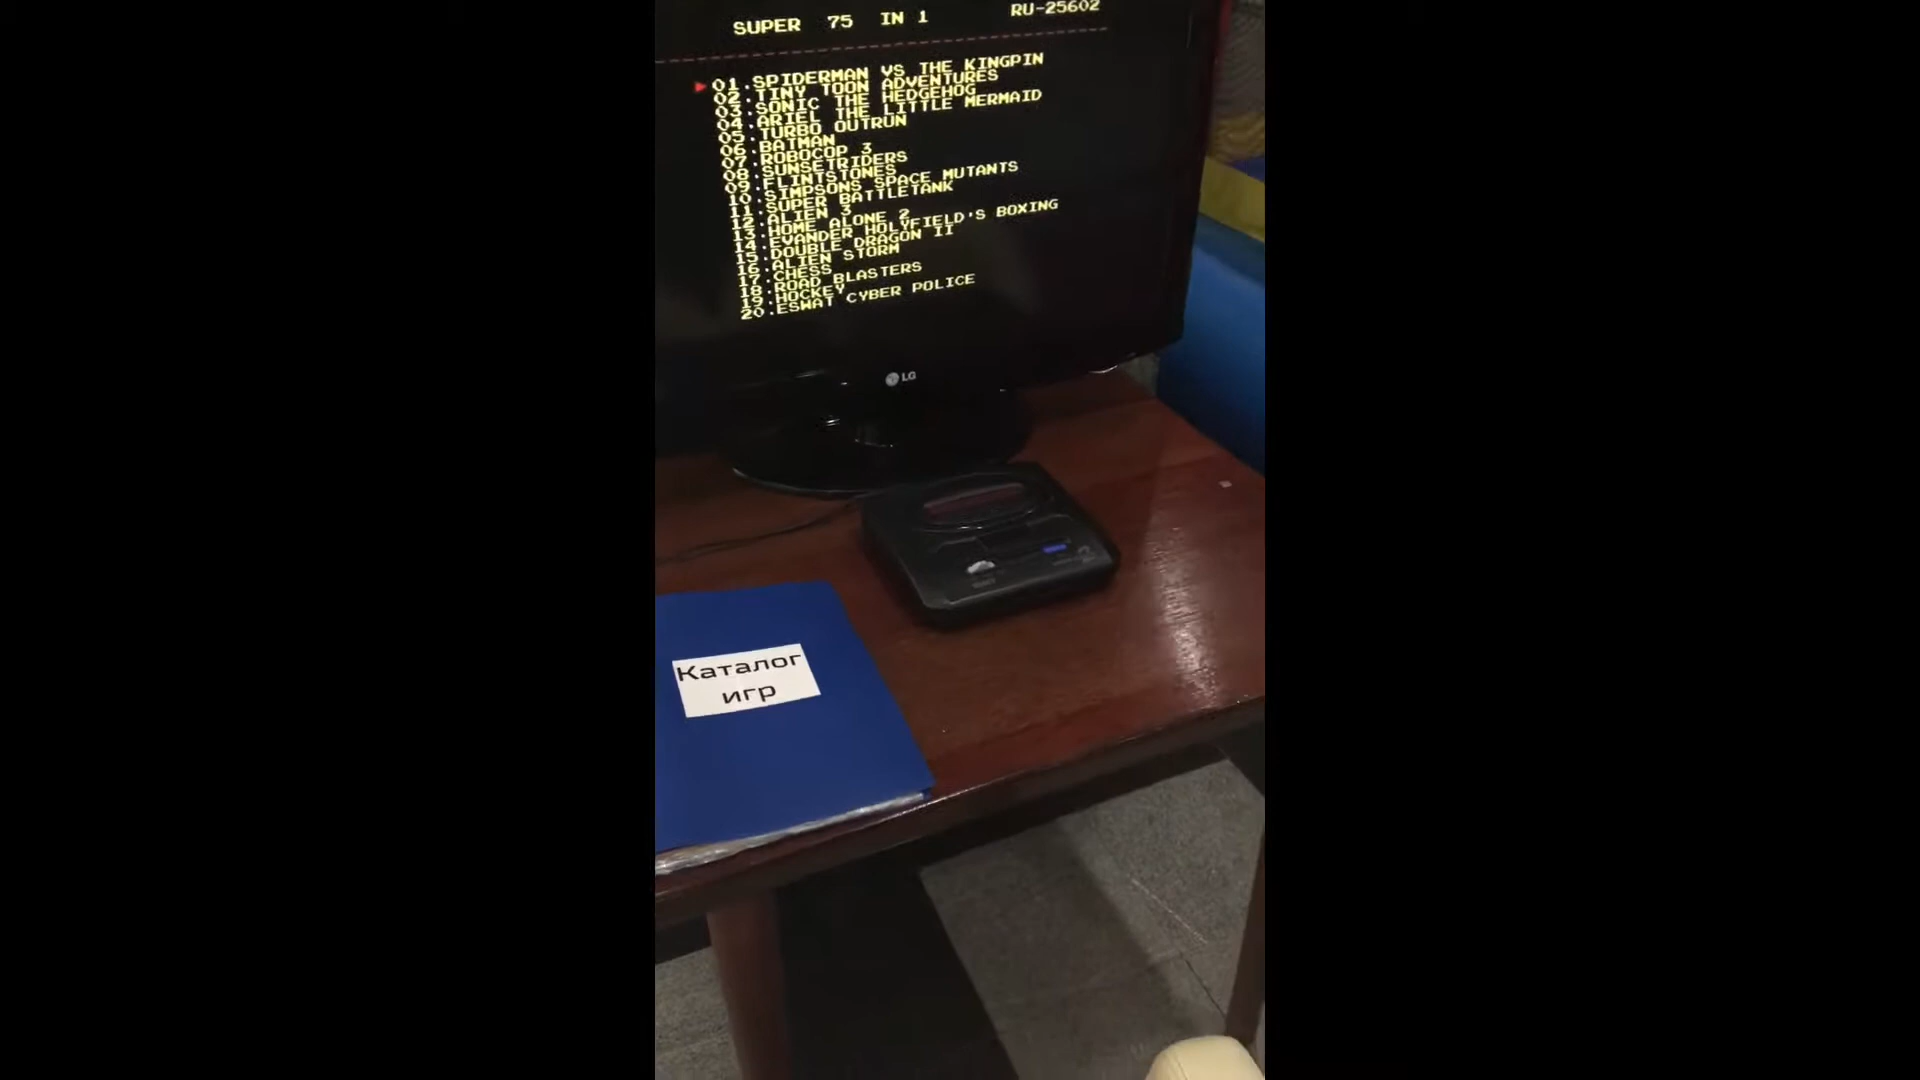 SUPER 75 IN 1 RU-25602
01.SPIDERMAN VS THE KINGPIN
02.TINY TOON ADVENTURES
03.SONIC THE HEDGEHOG
04.ARIEL THE LITTLE MERMAID
05.TURBO OUTRUN
06.BATMAN
07.ROBOCOP 3
08.SUNSETRIDERS
09.FLINTSTONES
10.SIMPSONS SPACE MUTANTS
11.SUPER BATTLETANK
12.ALIEN 3
13.HOME ALONE 2
14.EVANDER HOLYFIELD'S BOXING
15.DOUBLE DRAGON II
16.ALIEN STORM
17.CHESS
18.ROAD BLASTERS
19.HOCKEY
20.ESWAT CYBER POLICE
LG
Каталог
игр